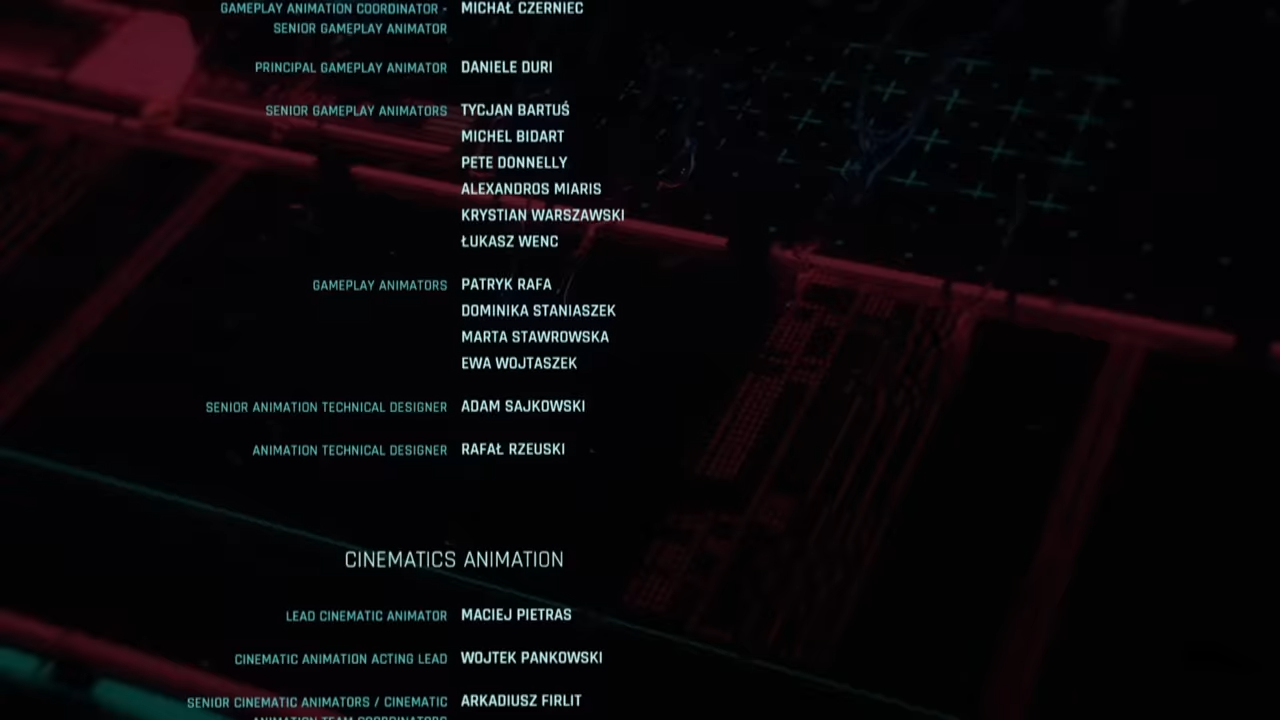 GAMEPLAY ANIMATION COORDINATOR - MICHAŁ CZERNIEC
SENIOR GAMEPLAY ANIMATOR
PRINCIPAL GAMEPLAY ANIMATOR DANIELE DURI
SENIOR GAMEPLAY ANIMATORS TYCJAN BARTUŚ
MICHEL BIDART
PETE DONNELLY
ALEXANDROS MIARIS
KRYSTIAN WARSZAWSKI
ŁUKASZ WENC
GAMEPLAY ANIMATORS PATRYK RAFA
DOMINIKA STANIASZEK
MARTA STAWROWSKA
EWA WOJTASZEK
SENIOR ANIMATION TECHNICAL DESIGNER ADAM SAJKOWSKI
ANIMATION TECHNICAL DESIGNER RAFAŁ RZEUSKI
CINEMATICS ANIMATION
LEAD CINEMATIC ANIMATOR MACIEJ PIETRAS
CINEMATIC ANIMATION ACTING LEAD WOJTEK PANKOWSKI
SENIOR CINEMATIC ANIMATORS / CINEMATIC ARKADIUSZ FIRLIT
ANIMATION TEAM COORDINATORS